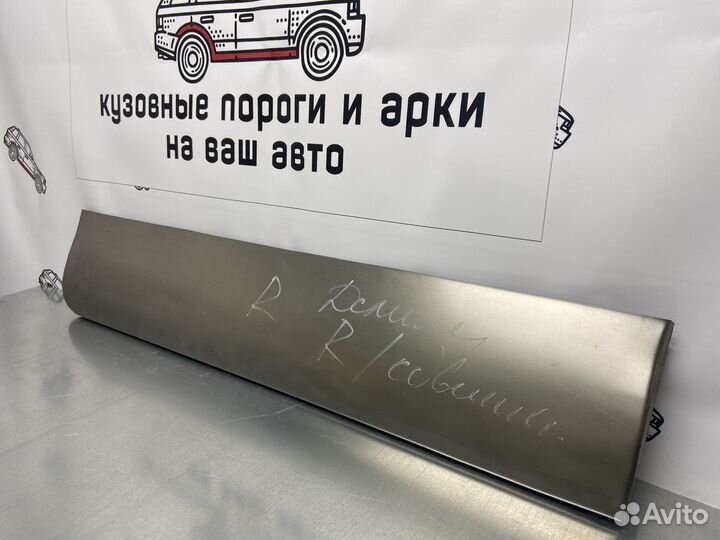 кузовные пороги и арки
на ваш авто
R
R /
Avito